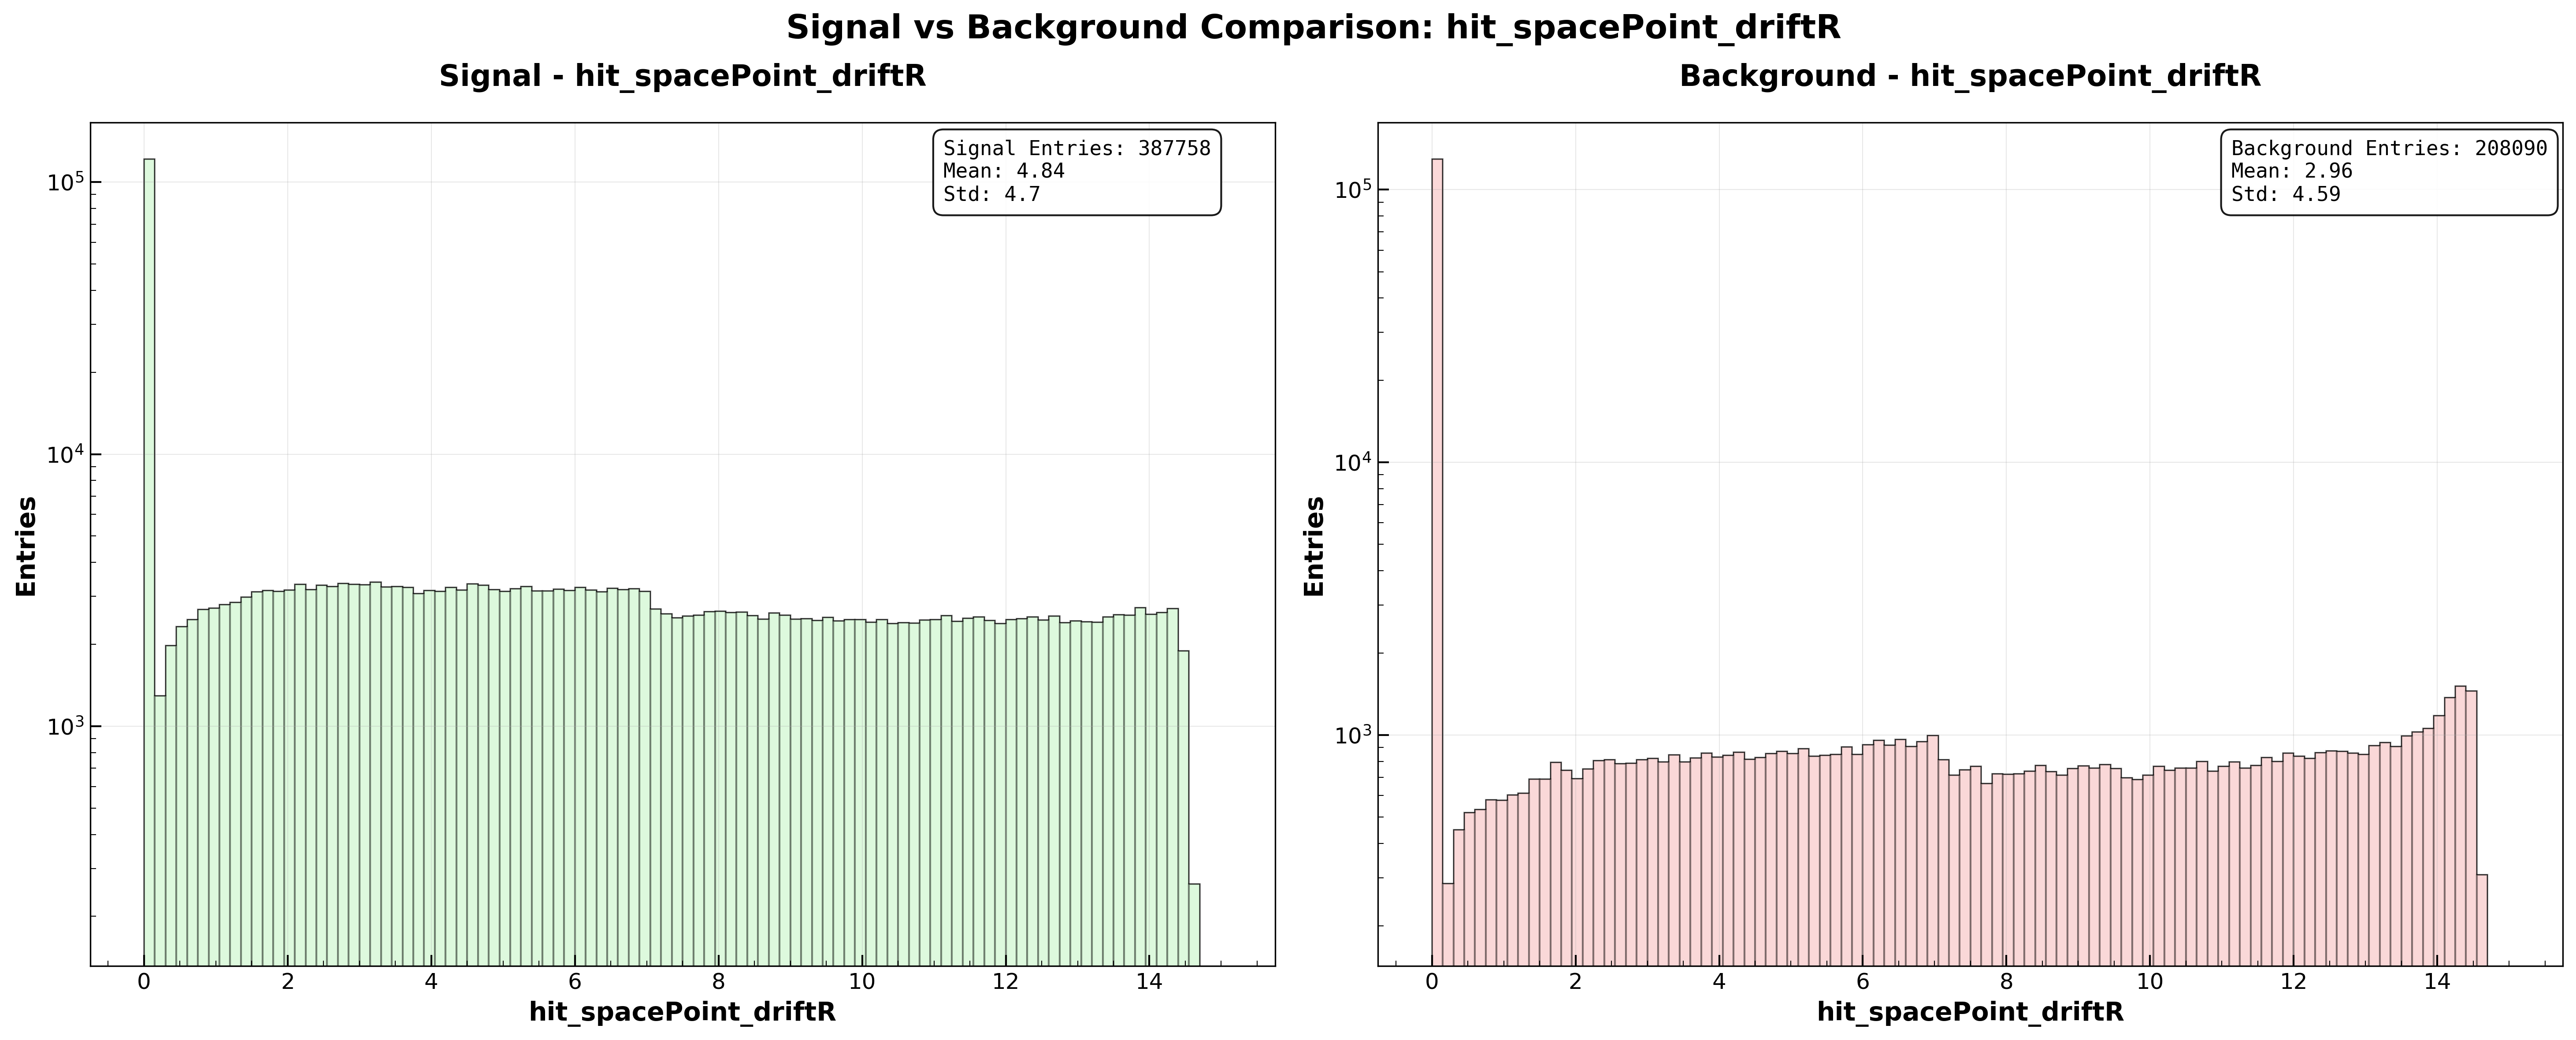 Signal vs Background Comparison: hit_spacePoint_driftR
Signal - hit_spacePoint_driftR
Signal Entries: 387758
Mean: 4.84
Std: 4.7
10⁵
10⁴
10³
Entries
0 2 4 6 8 10 12 14
hit_spacePoint_driftR
Background - hit_spacePoint_driftR
Background Entries: 208090
Mean: 2.96
Std: 4.59
10⁵
10⁴
10³
Entries
0 2 4 6 8 10 12 14
hit_spacePoint_driftR